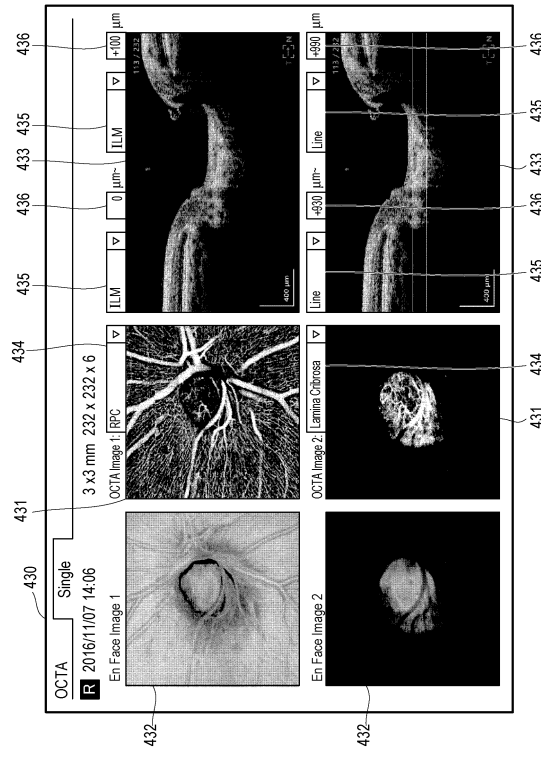 430
OCTA
Single
R 2016/11/07 14:06
3 x3 mm 232 x 232 x 6
432
431
434
435
436
433
435
436
En Face Image 1
OCTA Image 1: RPC ▽
ILM ▽ 0 μm~ ILM ▽ +100 μm
113 / 232
400 μm
T N
En Face Image 2
OCTA Image 2: Lamina Cribrosa ▽
Line ▽ +930 μm~ Line ▽ +990 μm
113 / 232
400 μm
T N
432
431
434
435
436
433
435
436